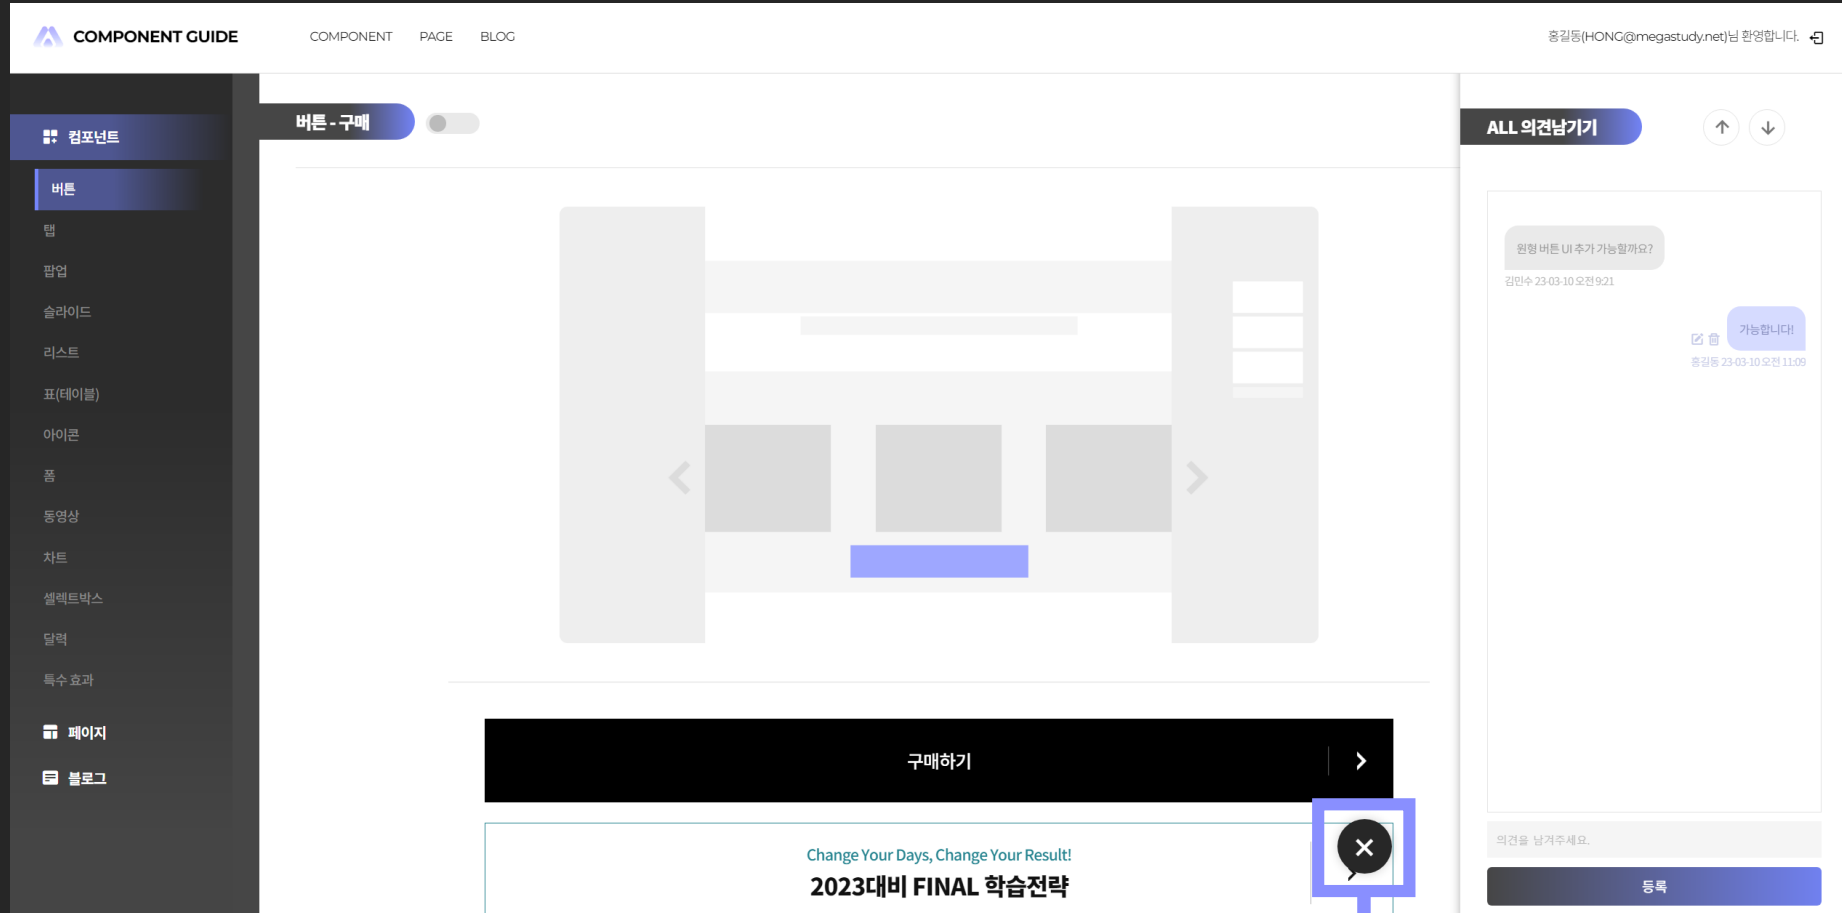 COMPONENT GUIDE
COMPONENT
PAGE
BLOG
홍길동(HONG@megastudy.net)님 환영합니다.
컴포넌트
버튼
탭
팝업
슬라이드
리스트
표(테이블)
아이콘
폼
동영상
차트
셀렉트박스
달력
특수 효과
페이지
블로그
버튼 - 구매
구매하기
Change Your Days, Change Your Result!
2023대비 FINAL 학습전략
ALL 의견남기기
원형 버튼 UI 추가 가능할까요?
김민수 23-03-10 오전 9:21
가능합니다!
홍길동 23-03-10 오전 11:09
의견을 남겨주세요.
등록